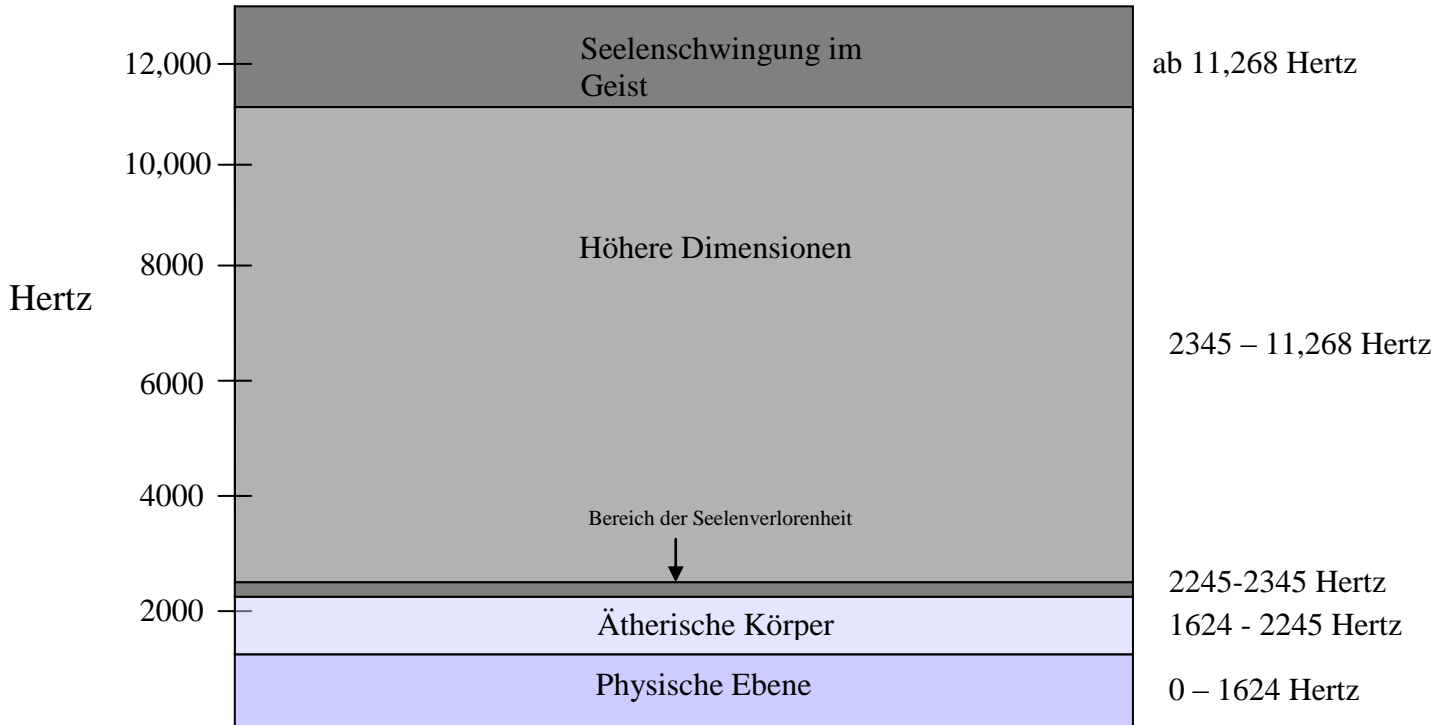 Seelenschwingung im
Geist
12,000
ab 11,268 Hertz
10,000
Höhere Dimensionen
8000
Hertz
2345 – 11,268 Hertz
6000
4000
Bereich der Seelenverlorenheit
2245-2345 Hertz
2000
Ätherische Körper
1624 - 2245 Hertz
Physische Ebene
0 – 1624 Hertz